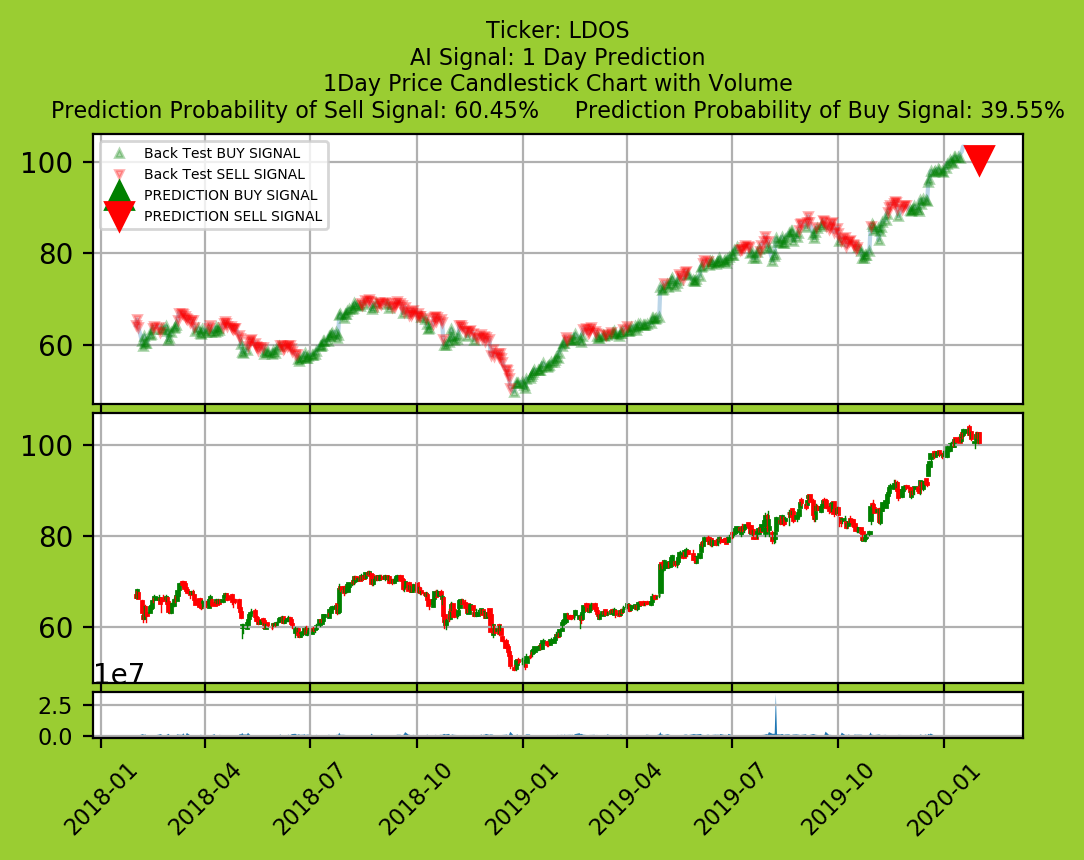 Ticker: LDOS
AI Signal: 1 Day Prediction
1Day Price Candlestick Chart with Volume
Prediction Probability of Sell Signal: 60.45% Prediction Probability of Buy Signal: 39.55%
Back Test BUY SIGNAL
Back Test SELL SIGNAL
PREDICTION BUY SIGNAL
PREDICTION SELL SIGNAL
100
80
60
100
80
60
1e7
2.5
0.0
2018-01
2018-04
2018-07
2018-10
2019-01
2019-04
2019-07
2019-10
2020-01